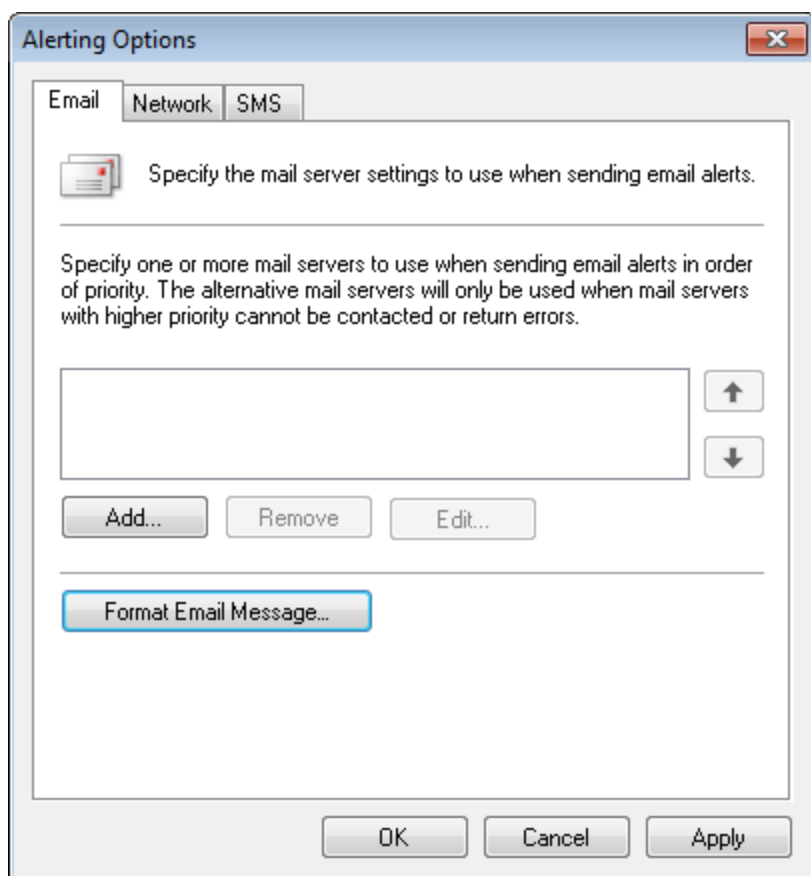 Alerting Options
Email
Network
SMS
Specify the mail server settings to use when sending email alerts.
Specify one or more mail servers to use when sending email alerts in order
of priority. The alternative mail servers will only be used when mail servers
with higher priority cannot be contacted or return errors.
Add...
Remove
Edit...
Format Email Message...
OK
Cancel
Apply